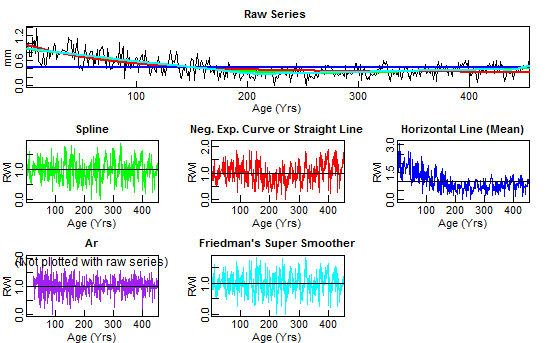 Raw Series
mm
0.0 0.6 1.2
100 200 300 400
Age (Yrs)
Spline
RWI
0.0 1.0
100 200 300 400
Age (Yrs)
Neg. Exp. Curve or Straight Line
RWI
0.0 1.0 2.0
100 200 300 400
Age (Yrs)
Horizontal Line (Mean)
RWI
0.0 1.5 3.0
100 200 300 400
Age (Yrs)
Ar
(Not plotted with raw series)
RWI
0.0 1.0 2.0
100 200 300 400
Age (Yrs)
Friedman's Super Smoother
RWI
0.0 1.0
100 200 300 400
Age (Yrs)